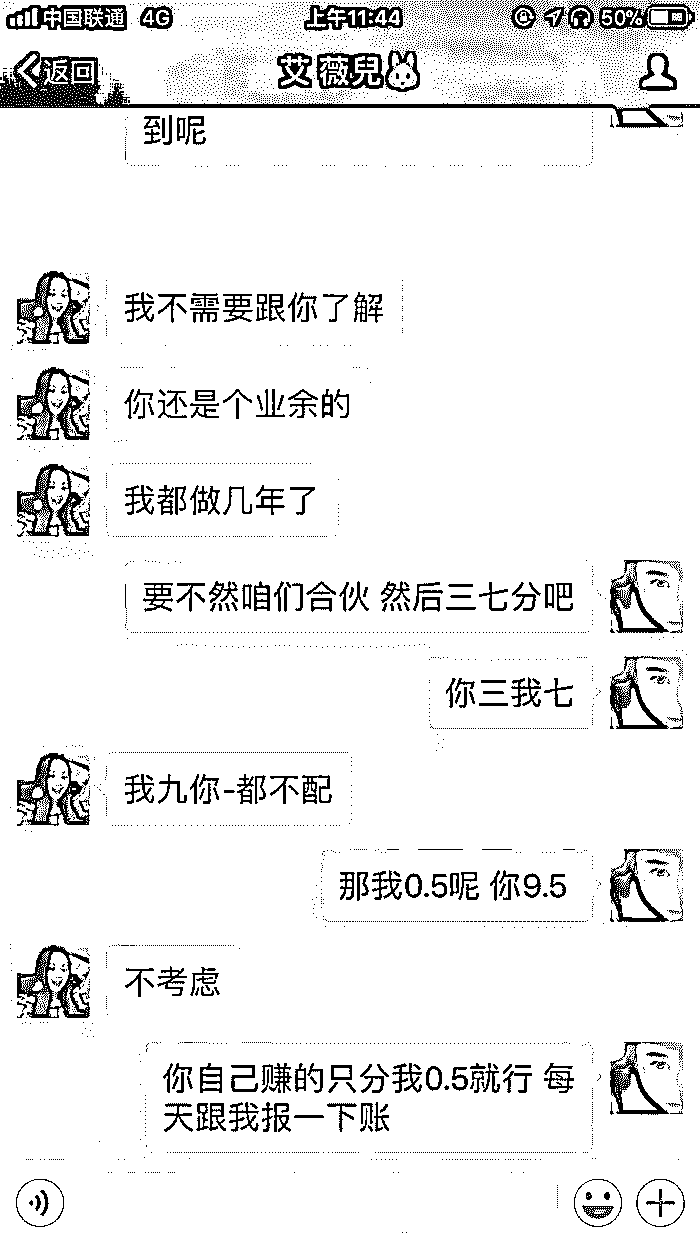 中国联通 4G 上午11:44 50%
返回 艾薇兒🐰
到呢
我不需要跟你了解
你还是个业余的
我都做几年了
要不然咱们合伙 然后三七分吧
你三我七
我九你-都不配
那我0.5呢 你9.5
不考虑
你自己赚的只分我0.5就行 每
天跟我报一下账